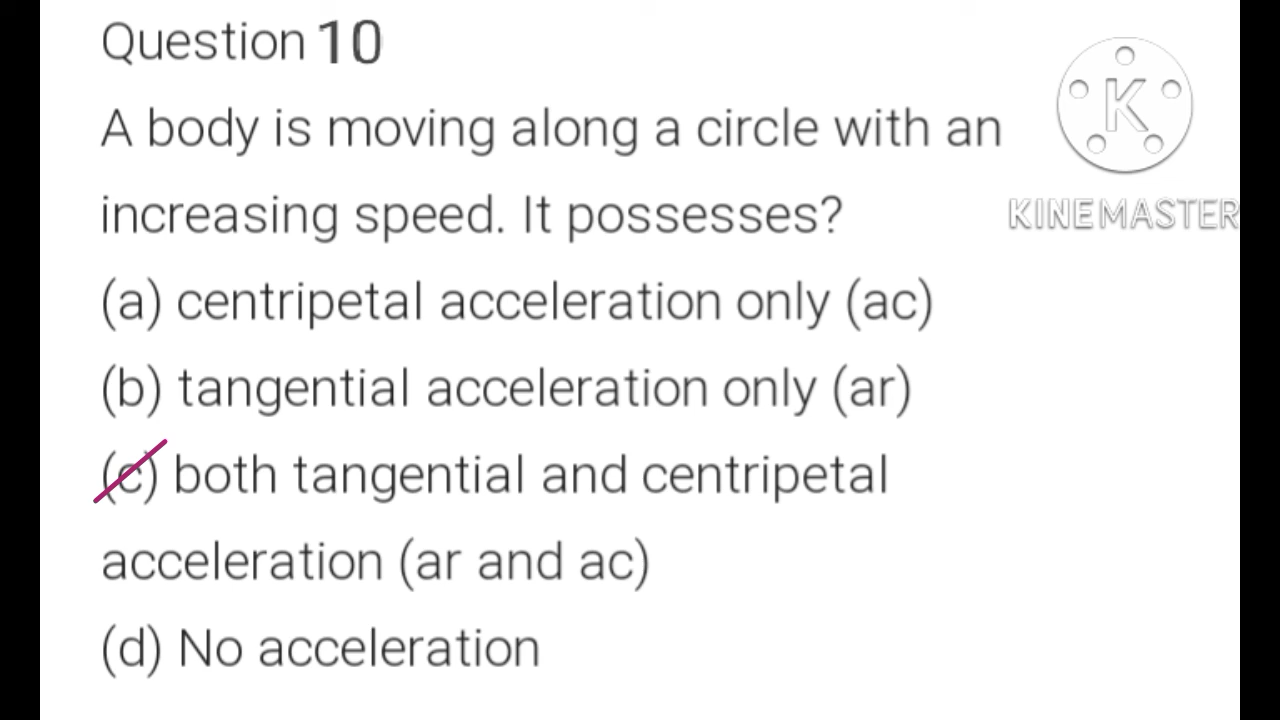 Question 10
A body is moving along a circle with an
increasing speed. It possesses?
(a) centripetal acceleration only (ac)
(b) tangential acceleration only (ar)
(c) both tangential and centripetal
acceleration (ar and ac)
(d) No acceleration
K
KINEMASTER